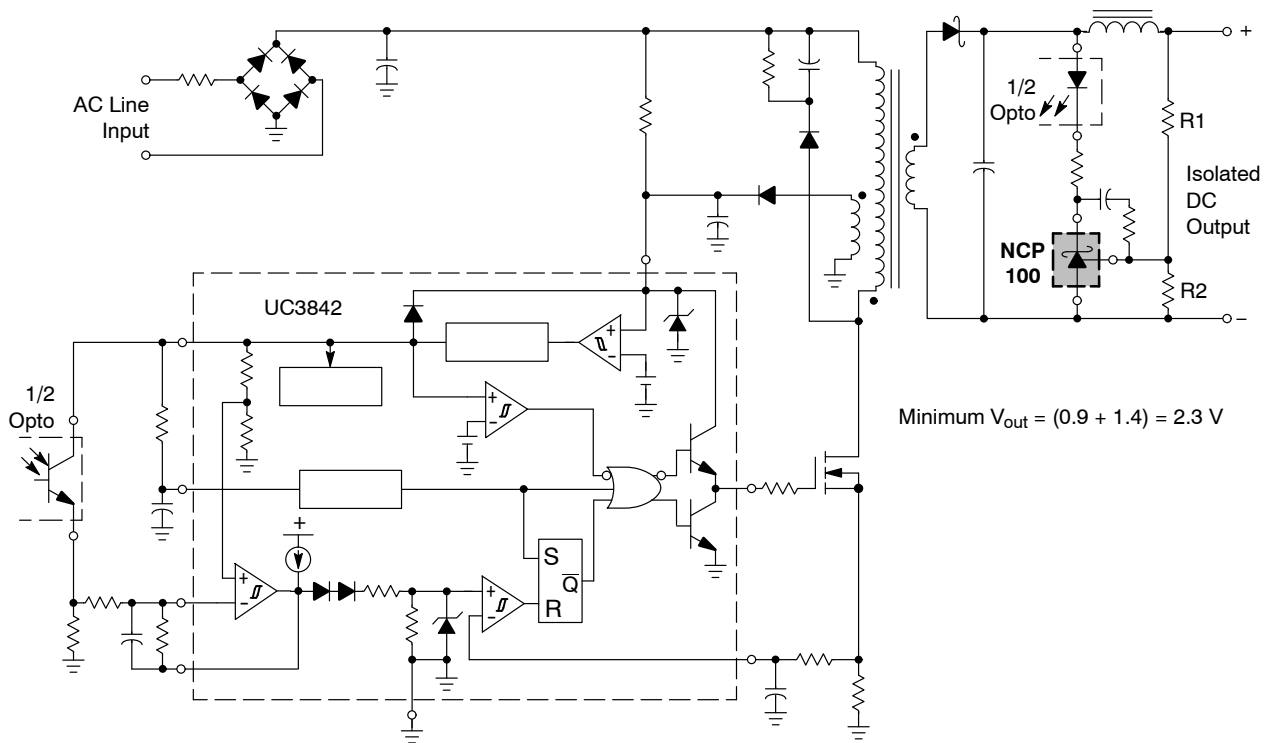 AC Line
Input
+
1/2
Opto
R1
Isolated
DC
Output
NCP
100
R2
–
UC3842
+
–
1/2
Opto
+
–
Minimum Vout = (0.9 + 1.4) = 2.3 V
+
S
Q
R
+
–
+
–